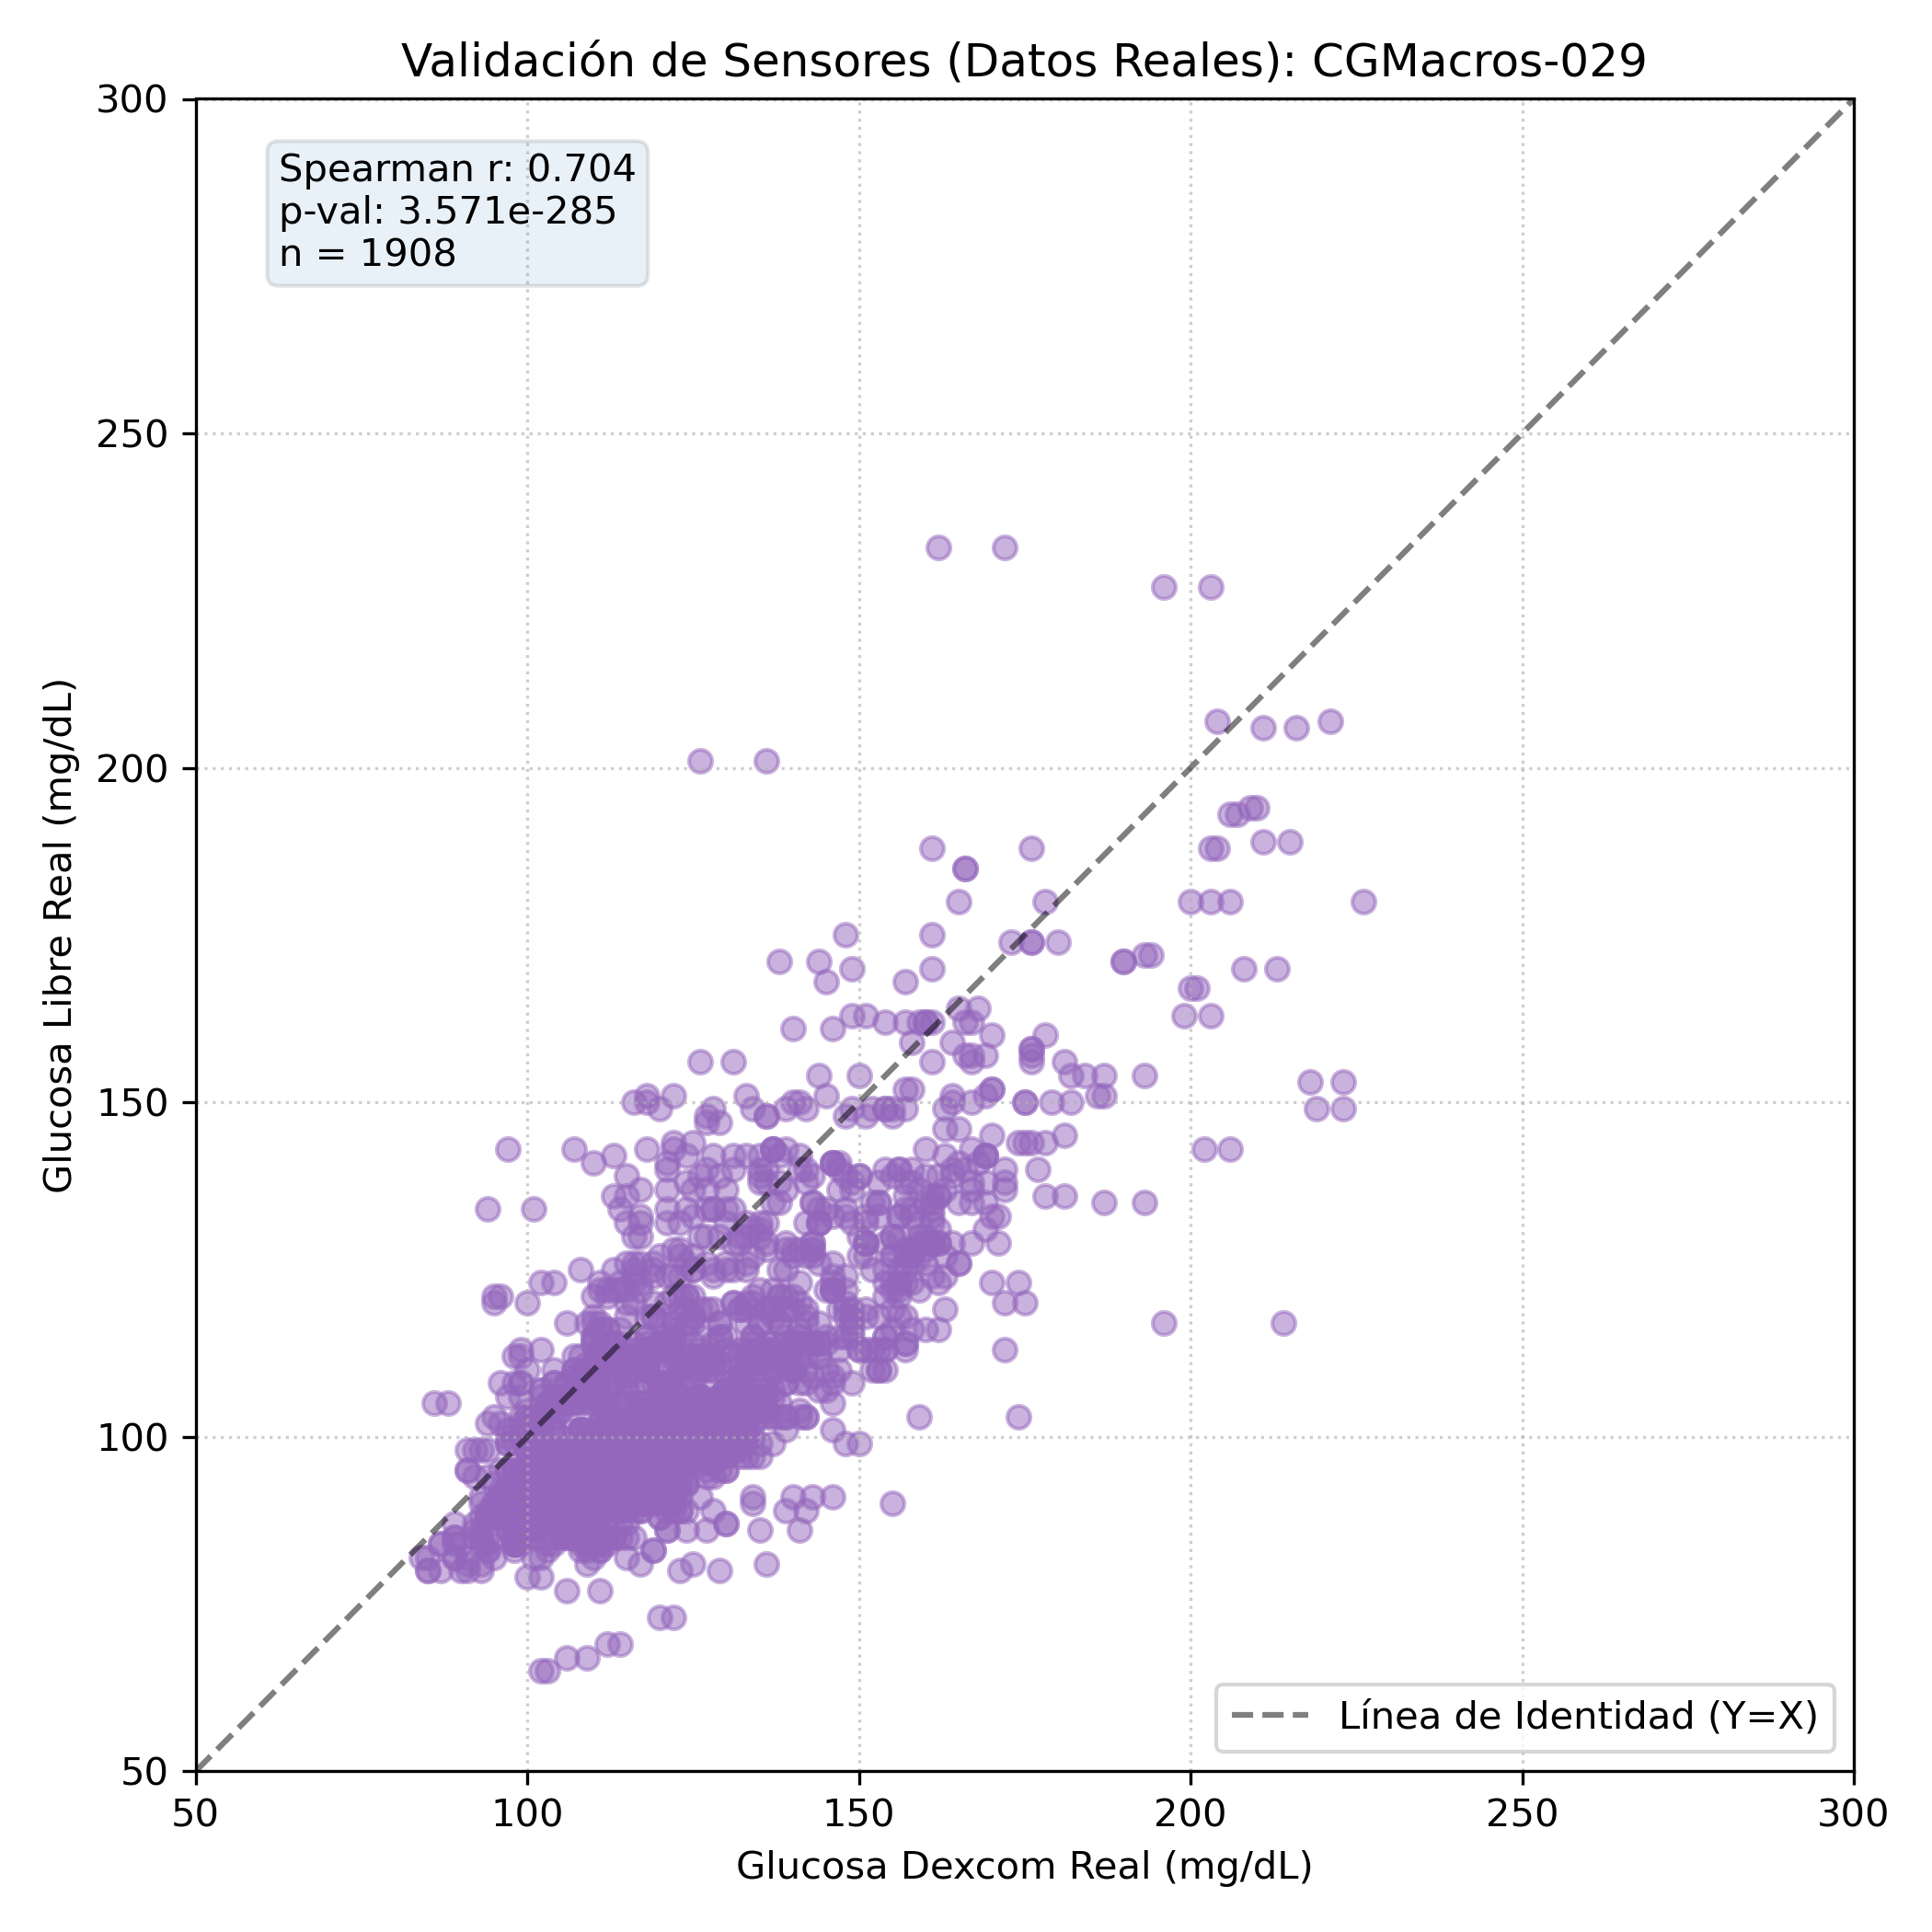 Validación de Sensores (Datos Reales): CGMacros-029
Spearman r: 0.704
p-val: 3.571e-285
n = 1908
300
250
200
150
100
50
Glucosa Libre Real (mg/dL)
Línea de Identidad (Y=X)
50
100
150
200
250
300
Glucosa Dexcom Real (mg/dL)